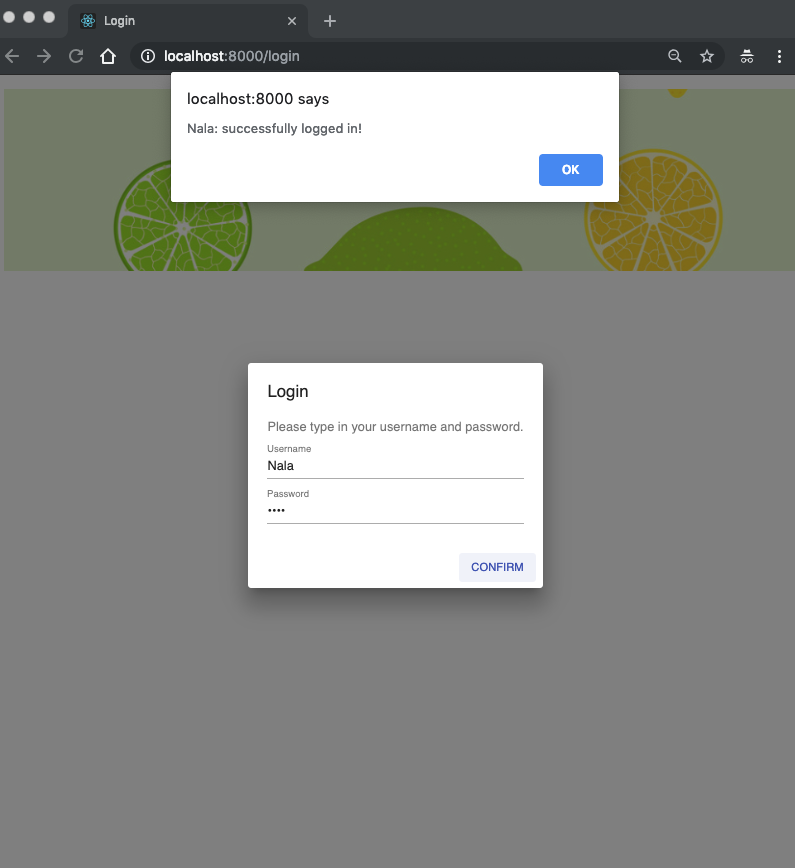 Login
localhost:8000/login
localhost:8000 says
Nala: successfully logged in!
OK
Login
Please type in your username and password.
Username
Nala
Password
••••
CONFIRM